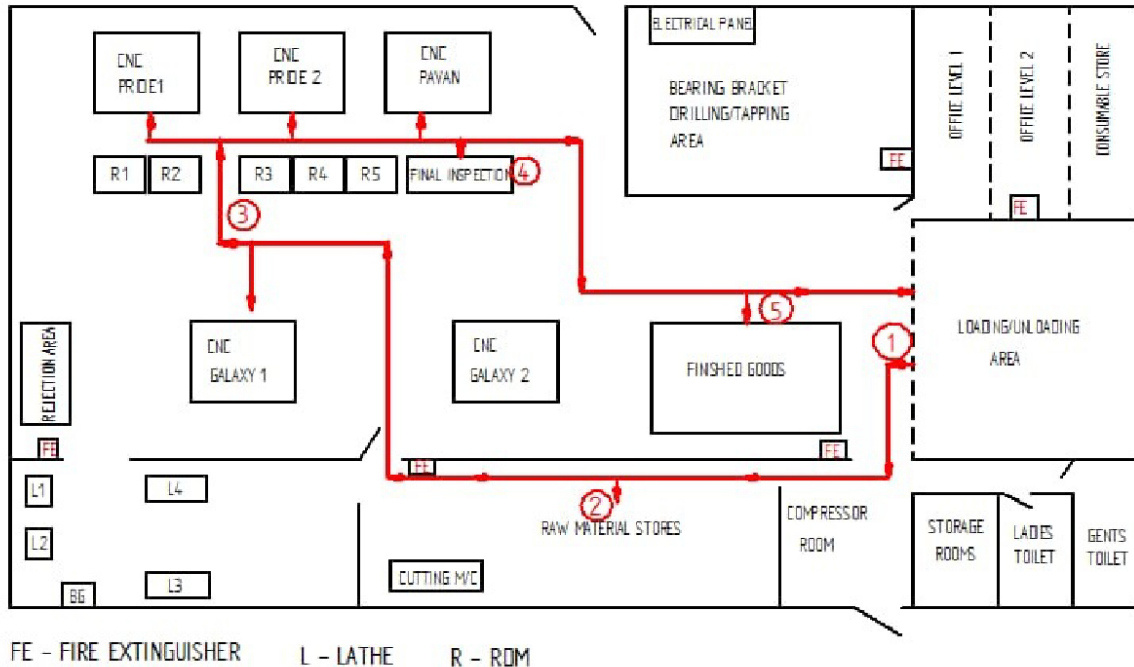 ELECTRICAL PANEL
CNC
PRIDE1
CNC
PRIDE 2
CNC
PAVAN
BEARING BRACKET
DRILLING/TAPPING
AREA
OFFICE LEVEL 1
OFFICE LEVEL 2
CONSUMABLE STORE
FE
FE
R1
R2
R3
R4
R5
FINAL INSPECTION
4
3
5
1
LOADING/UNLOADING
AREA
REJECTION AREA
CNC
GALAXY 1
CNC
GALAXY 2
FINISHED GOODS
FE
FE
FE
L1
L4
L2
L3
BG
2
RAW MATERIAL STORES
CUTTING M/C
COMPRESSOR
ROOM
STORAGE
ROOMS
LADIES
TOILET
GENTS
TOILET
FE - FIRE EXTINGUISHER L - LATHE R - RDM